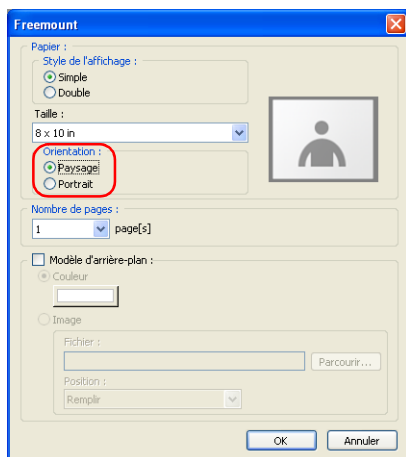 Freemount
Papier :
Style de l'affichage :
Simple
Double
Taille :
8 x 10 in
Orientation :
Paysage
Portrait
Nombre de pages :
1 page[s]
Modèle d'arrière-plan :
Couleur
Image
Fichier :
Parcourir...
Position :
Remplir
OK Annuler